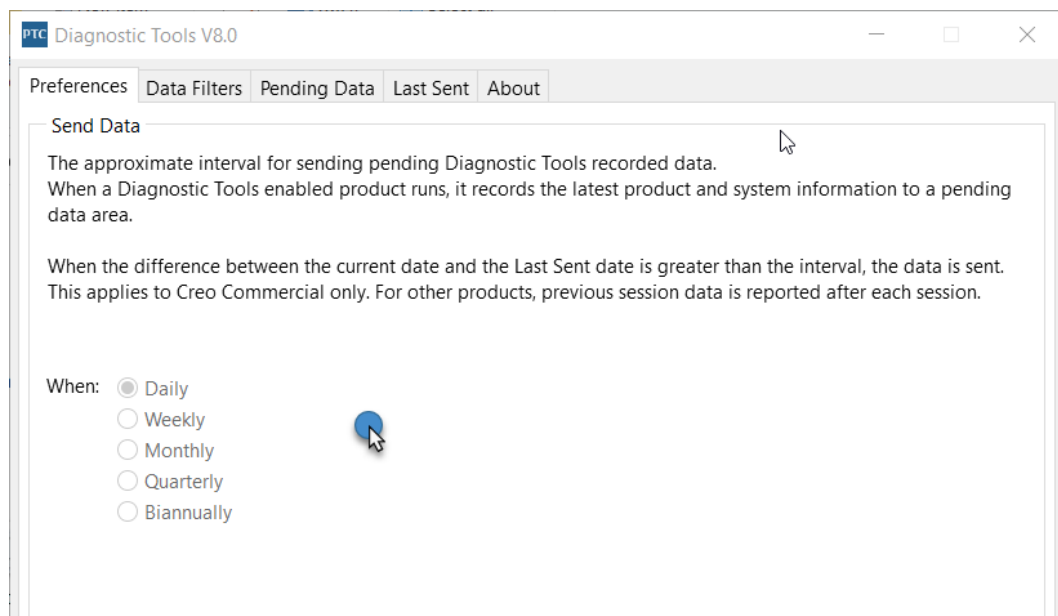 PTC Diagnostic Tools V8.0
Preferences Data Filters Pending Data Last Sent About
Send Data
The approximate interval for sending pending Diagnostic Tools recorded data.
When a Diagnostic Tools enabled product runs, it records the latest product and system information to a pending
data area.
When the difference between the current date and the Last Sent date is greater than the interval, the data is sent.
This applies to Creo Commercial only. For other products, previous session data is reported after each session.
When: Daily
Weekly
Monthly
Quarterly
Biannually